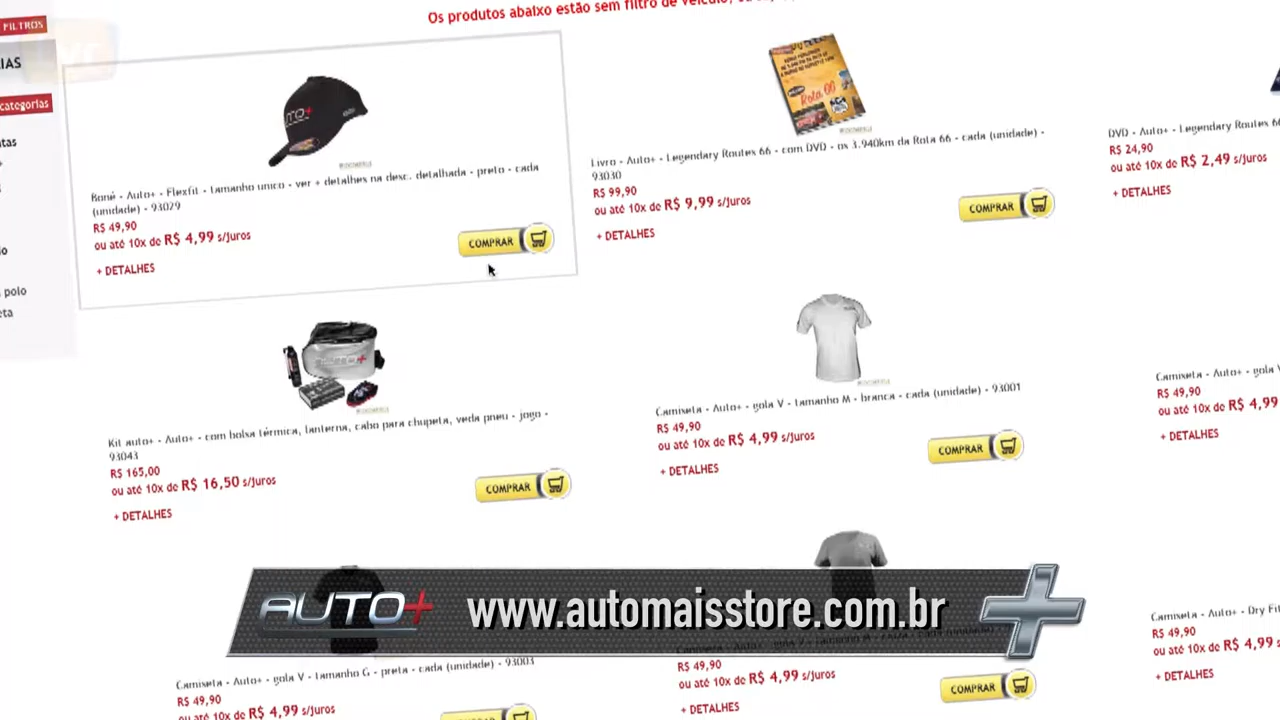 Os produtos abaixo estão sem filtro de veículo,
FILTROS
IAS
categorias
tas
polo
eta
AUTO+
Boné - Auto+ - Flexfit - tamanho unico - ver + detalhes na desc. detalhada - preto - cada
(unidade) - 93029
R$ 49,90
ou até 10x de R$ 4,99 s/juros
+ DETALHES
COMPRAR
Rota 66
Livro - Auto+ - Legendary Routes 66 - com DVD - os 3.940km da Rota 66 - cada (unidade) -
93030
R$ 99,90
ou até 10x de R$ 9,99 s/juros
+ DETALHES
COMPRAR
DVD - Auto+ - Legendary Routes 66
R$ 24,90
ou até 10x de R$ 2,49 s/juros
+ DETALHES
Kit auto+ - Auto+ - com bolsa térmica, lanterna, cabo para chupeta, veda pneu - jogo -
93043
R$ 165,00
ou até 10x de R$ 16,50 s/juros
+ DETALHES
COMPRAR
Camiseta - Auto+ - gola V - tamanho M - branca - cada (unidade) - 93001
R$ 49,90
ou até 10x de R$ 4,99 s/juros
+ DETALHES
COMPRAR
Camiseta - Auto+ - gola V
R$ 49,90
ou até 10x de R$ 4,99
+ DETALHES
AUTO+ www.automaisstore.com.br
Camiseta - Auto+ - gola V - tamanho G - preta - cada (unidade) - 93003
R$ 49,90
ou até 10x de R$ 4,99 s/juros
R$ 49,90
ou até 10x de R$ 4,99 s/juros
+ DETALHES
COMPRAR
Camiseta - Auto+ - Dry Fit
R$ 49,90
ou até 10x de R$ 4,99
+ DETALHES